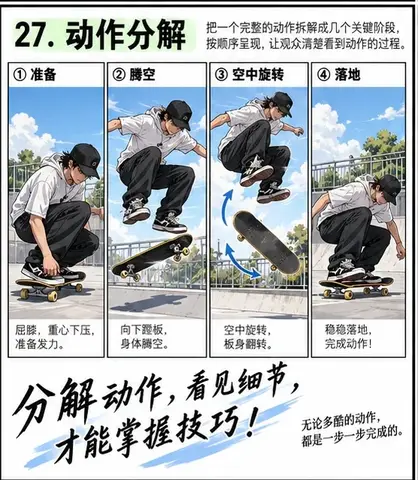 27. 动作分解
把一个完整的动作拆解成几个关键阶段，
按顺序呈现，让观众清楚看到动作的过程。
① 准备
② 腾空
③ 空中旋转
④ 落地
屈膝，重心下压，
准备发力。
向下蹬板，
身体腾空。
空中旋转，
板身翻转。
稳稳落地，
完成动作！
分解动作，看见细节，
才能掌握技巧！
无论多酷的动作，
都是一步一步完成的。